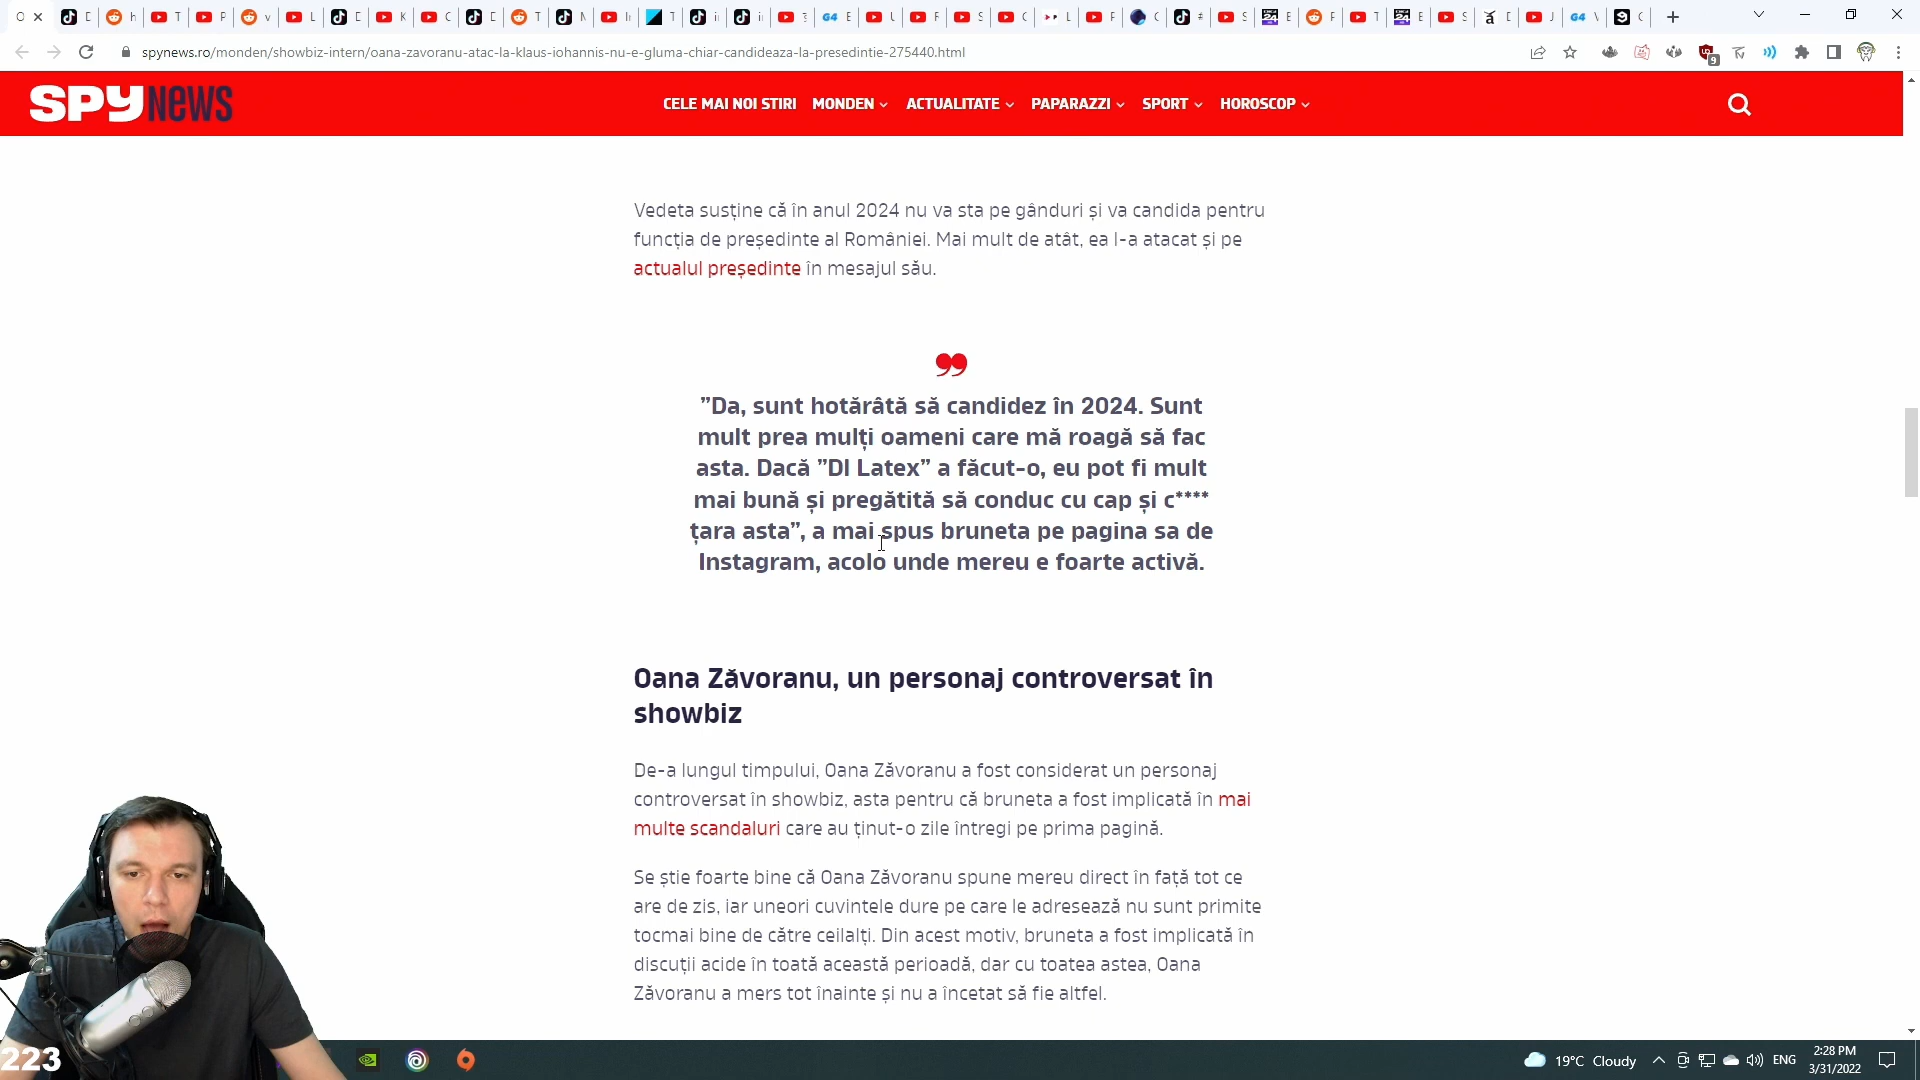 spynews.ro/monden/showbiz-intern/oana-zavoranu-atac-la-klaus-iohannis-nu-e-gluma-chiar-candideaza-la-presedintie-275440.html
9
SPY News
CELE MAI NOI STIRI MONDEN ACTUALITATE PAPARAZZI SPORT HOROSCOP
Vedeta susține că în anul 2024 nu va sta pe gânduri și va candida pentru
funcția de președinte al României. Mai mult de atât, ea l-a atacat și pe
actualul președinte în mesajul său.
”Da, sunt hotărâtă să candidez în 2024. Sunt
mult prea mulți oameni care mă roagă să fac
asta. Dacă ”Dl Latex” a făcut-o, eu pot fi mult
mai bună și pregătită să conduc cu cap și c****
țara asta”, a mai spus bruneta pe pagina sa de
Instagram, acolo unde mereu e foarte activă.
Oana Zăvoranu, un personaj controversat în
showbiz
De-a lungul timpului, Oana Zăvoranu a fost considerat un personaj
controversat în showbiz, asta pentru că bruneta a fost implicată în mai
multe scandaluri care au ținut-o zile întregi pe prima pagină.
Se știe foarte bine că Oana Zăvoranu spune mereu direct în față tot ce
are de zis, iar uneori cuvintele dure pe care le adresează nu sunt primite
tocmai bine de către ceilalți. Din acest motiv, bruneta a fost implicată în
discuții acide în toată această perioadă, dar cu toatea astea, Oana
Zăvoranu a mers tot înainte și nu a încetat să fie altfel.
223
19°C Cloudy
ENG
2:28 PM
3/31/2022